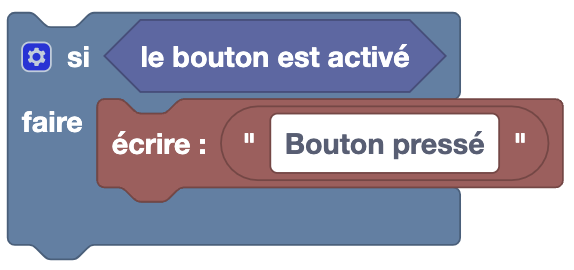 si le bouton est activé
faire écrire : " Bouton pressé "